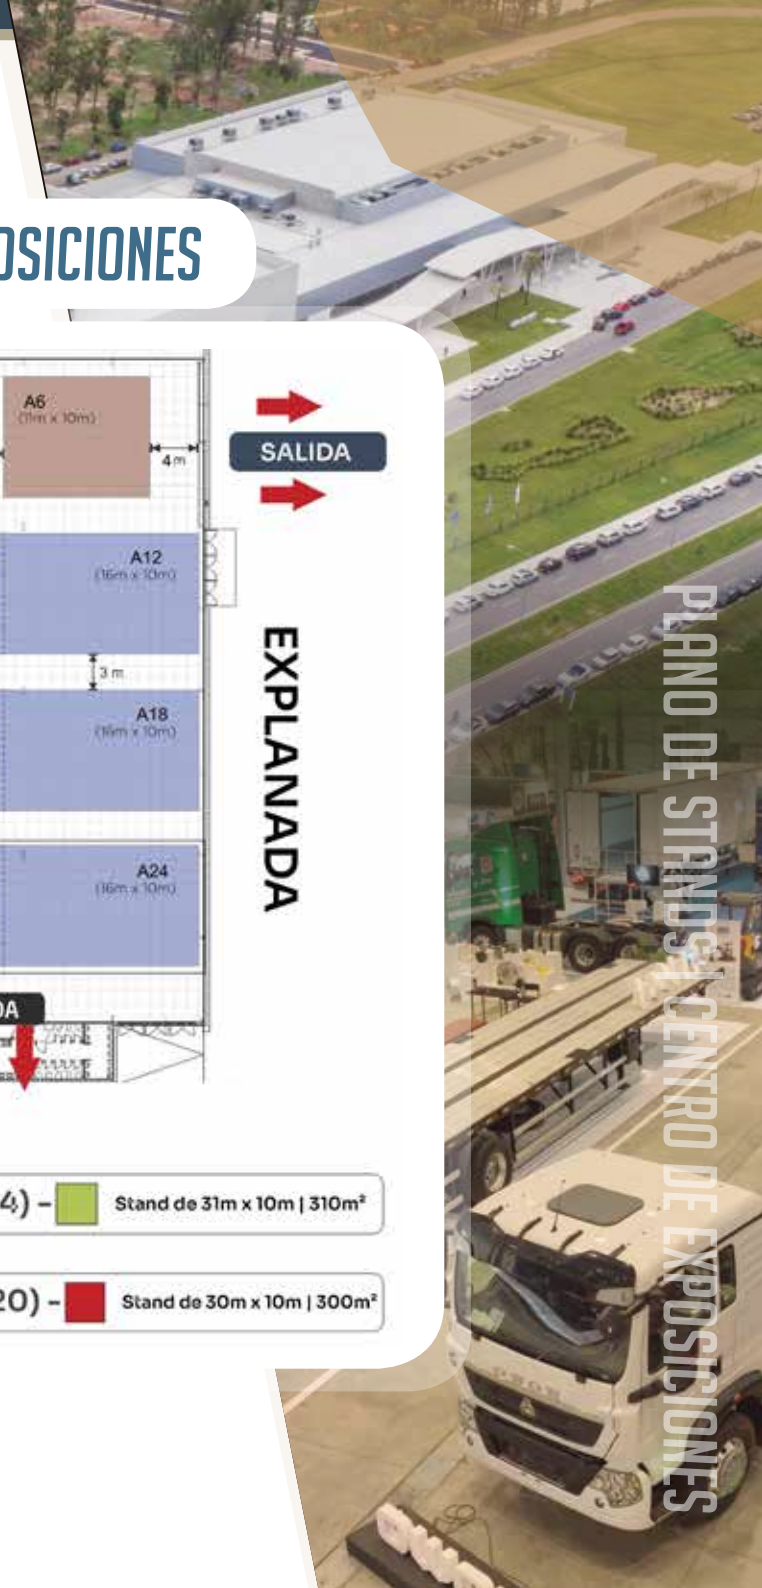 OSICIONES
A6
(11m x 10m)
4 m
SALIDA
A12
(16m x 10m)
3 m
A18
(16m x 10m)
EXPLANADA
A24
(16m x 10m)
DA
4) - Stand de 31m x 10m | 310m²
20) - Stand de 30m x 10m | 300m²
PLANO DE STANDS | CENTRO DE EXPOSICIONES